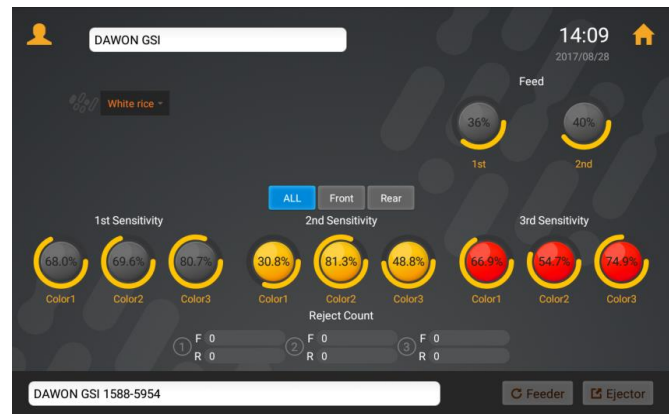 DAWON GSI
14:09
2017/08/28
White rice
Feed
36% 40%
1st 2nd
ALL Front Rear
1st Sensitivity 2nd Sensitivity 3rd Sensitivity
68.0% 69.6% 80.7% 30.8% 81.3% 48.8% 66.9% 54.7% 74.9%
Color1 Color2 Color3 Color1 Color2 Color3 Color1 Color2 Color3
Reject Count
1 F 0 2 F 0 3 F 0
R 0 R 0 R 0
DAWON GSI 1588-5954 Feeder Ejector